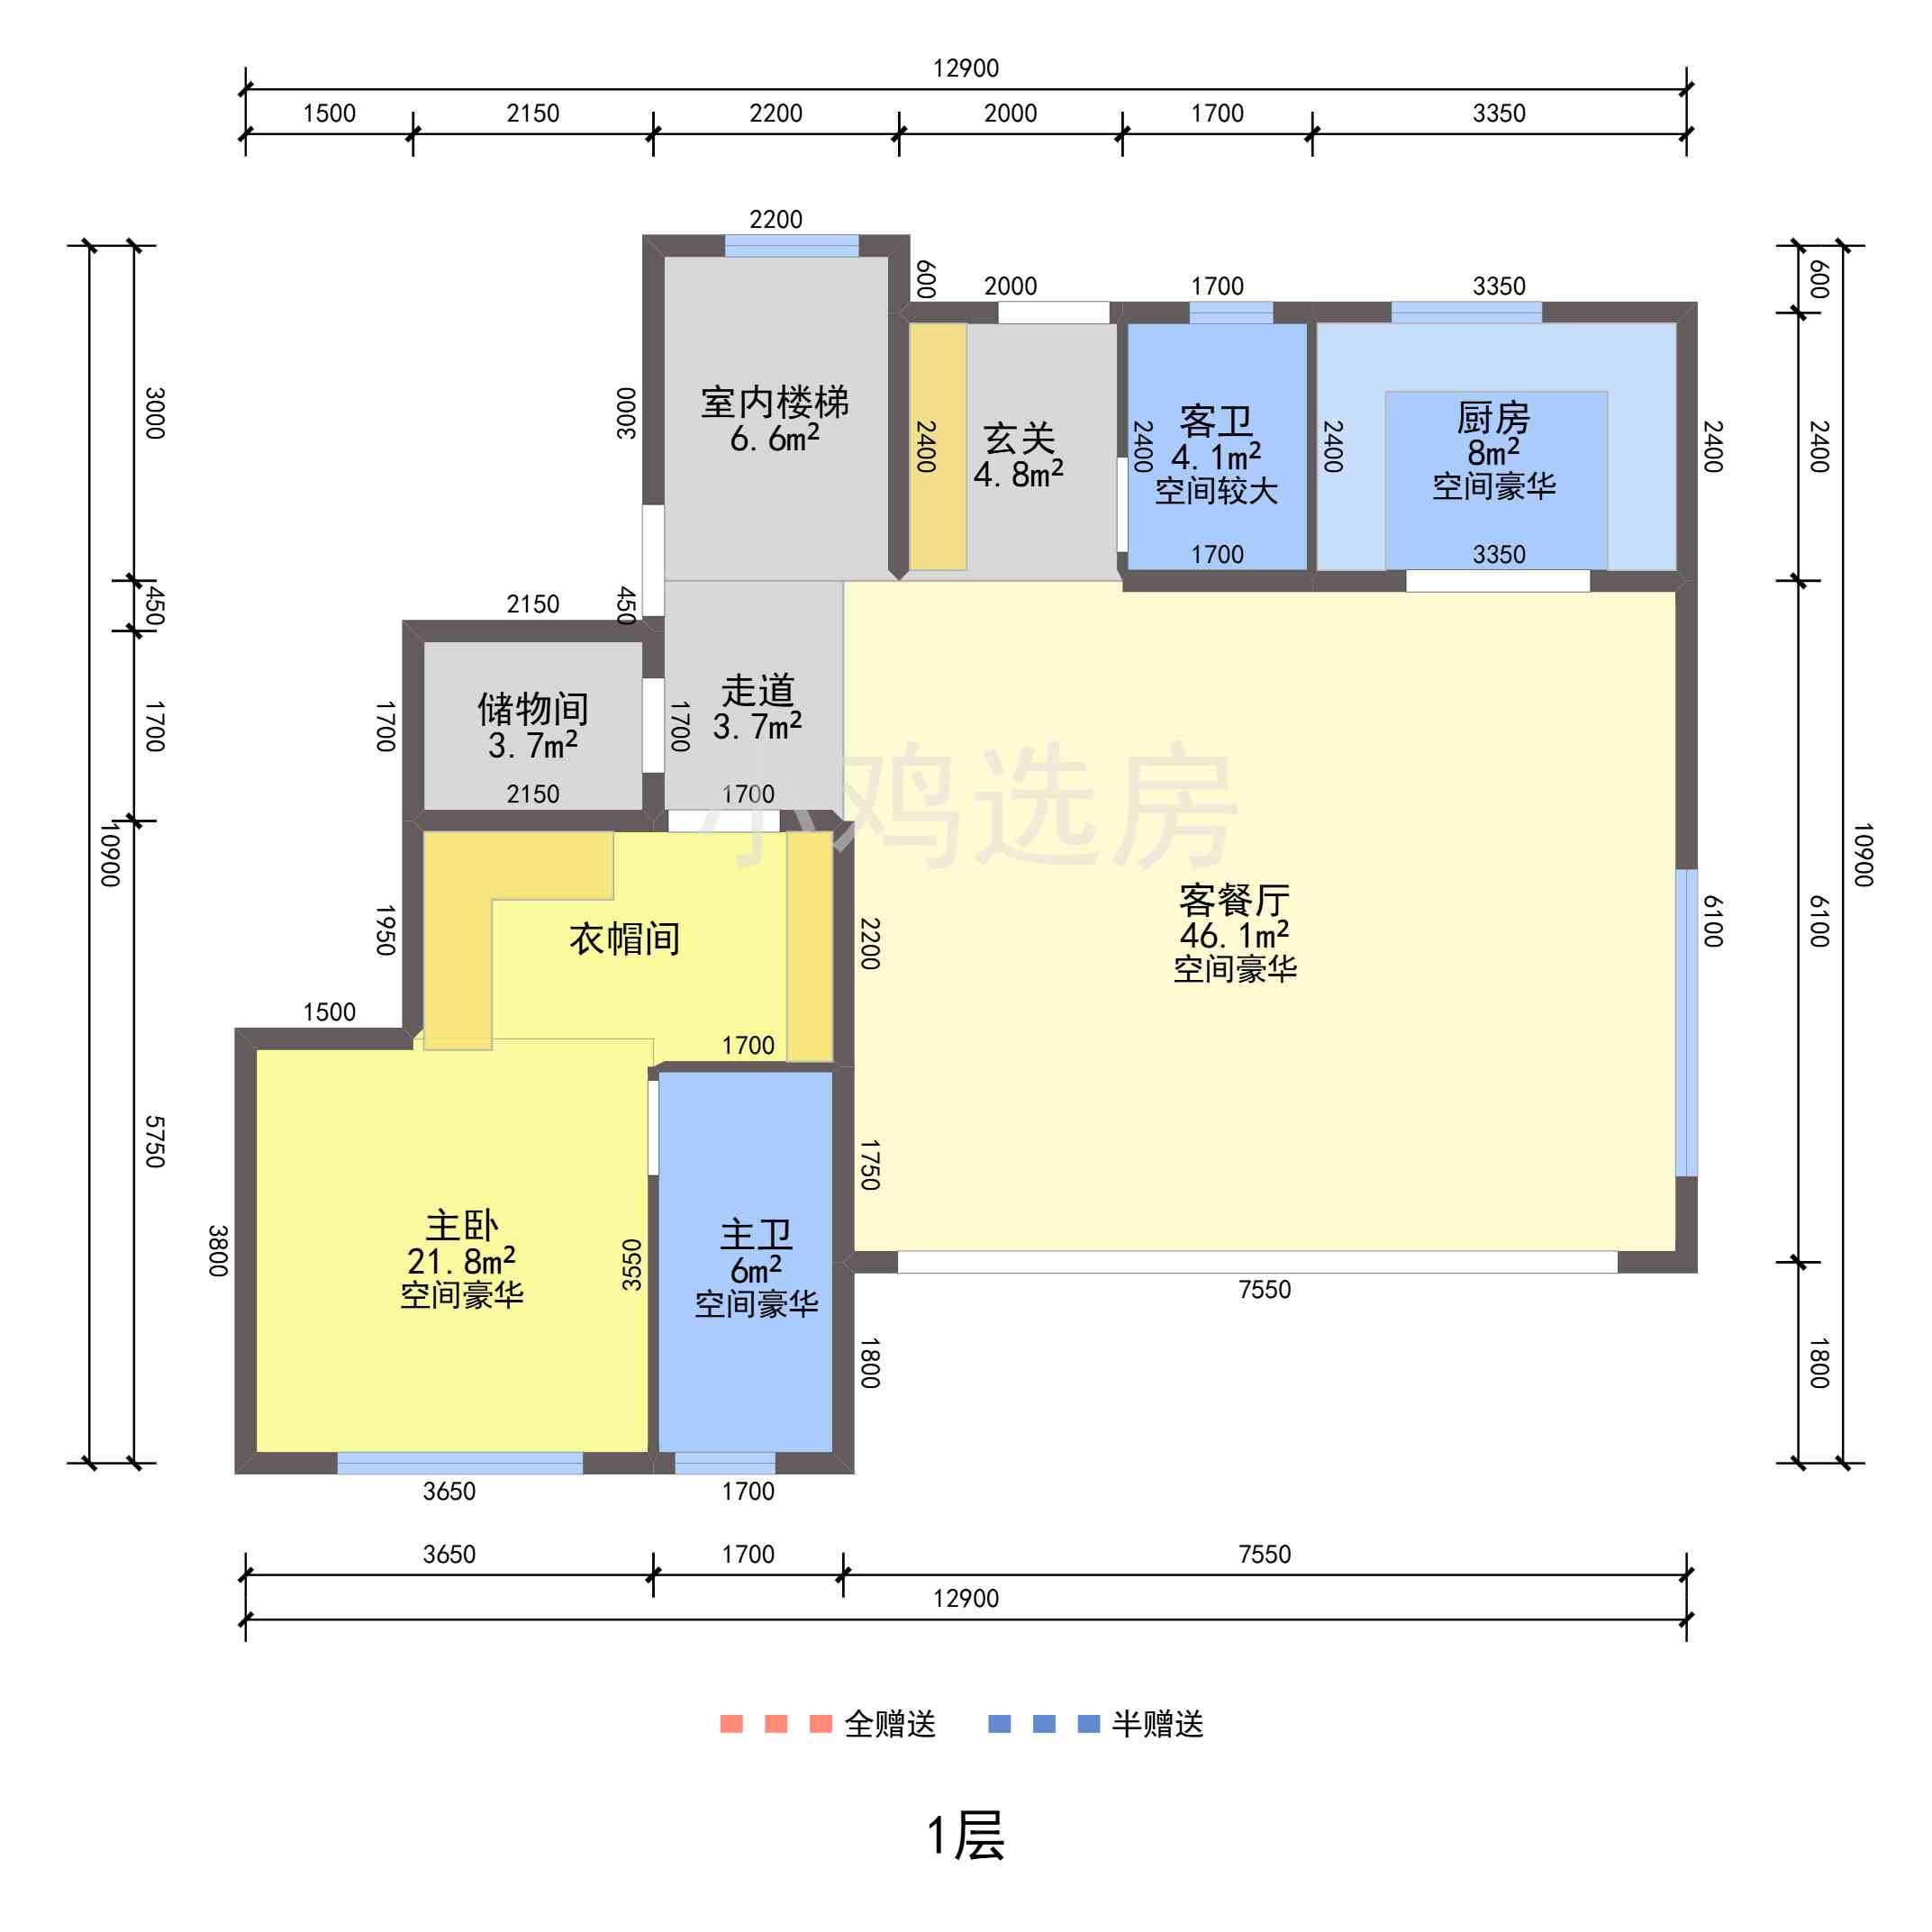 12900
1500
2150
2200
2000
1700
3350
2200
600
2000
1700
3350
600
3000
3000
室内楼梯
6.6m²
2400
玄关
4.8m²
2400
客卫
4.1m²
空间较大
2400
厨房
8m²
空间豪华
2400
2400
1700
3350
450
2150
450
1700
1700
储物间
3.7m²
1700
走道
3.7m²
2150
1700
小鸡选房
10900
10900
1950
衣帽间
2200
客餐厅
46.1m²
空间豪华
6100
6100
1500
1700
5750
1750
3800
主卧
21.8m²
空间豪华
3550
主卫
6m²
空间豪华
7550
1800
1800
3650
1700
3650
1700
7550
12900
全赠送
半赠送
1层